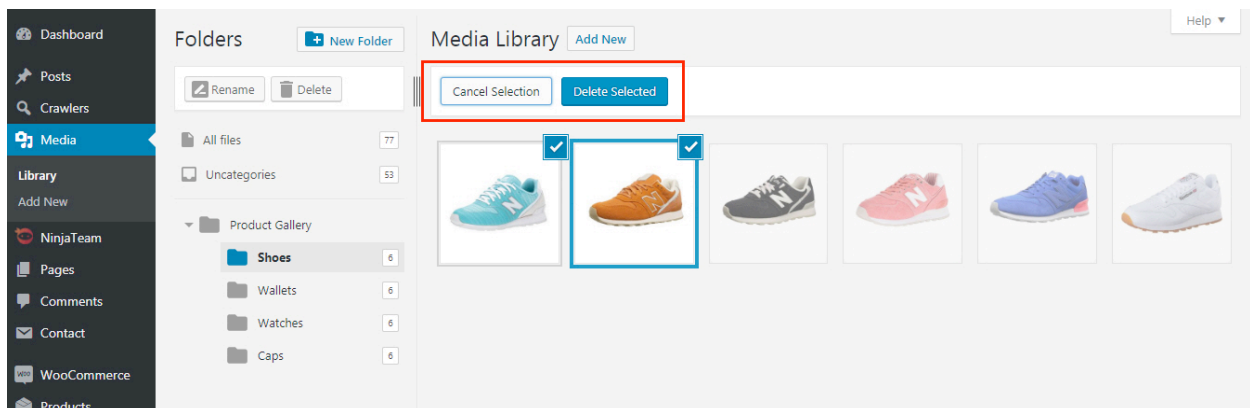 Dashboard
Posts
Crawlers
Media
Library
Add New
NinjaTeam
Pages
Comments
Contact
Woo WooCommerce
Products
Folders
New Folder
Rename
Delete
All files 77
Uncategories 53
Product Gallery
Shoes 6
Wallets 6
Watches 6
Caps 6
Help
Media Library Add New
Cancel Selection Delete Selected
N
N
N
N